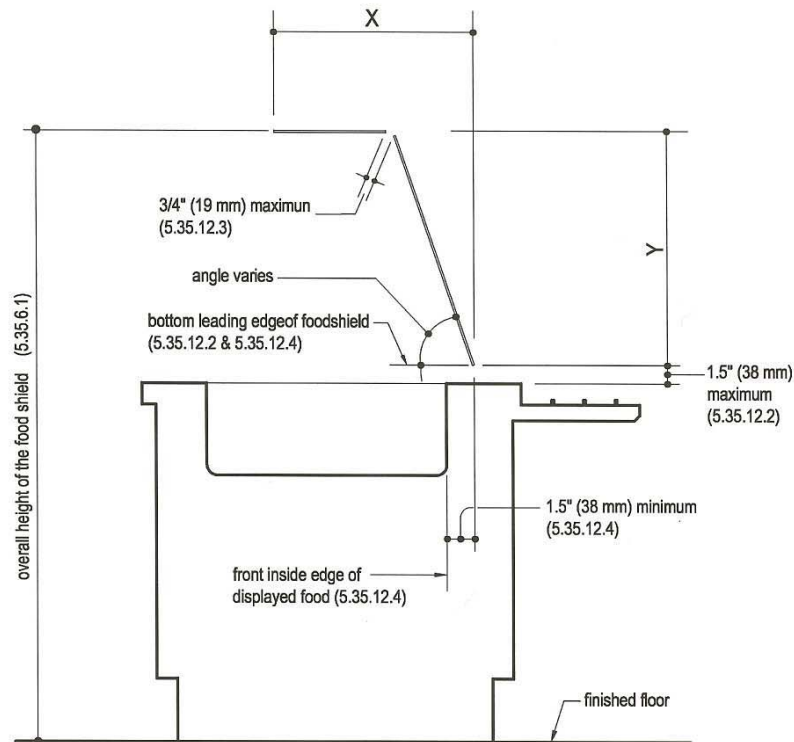 X
3/4" (19 mm) maximun
(5.35.12.3)
angle varies
bottom leading edgeof foodshield
(5.35.12.2 & 5.35.12.4)
overall height of the food shield (5.35.6.1)
Y
1.5" (38 mm)
maximum
(5.35.12.2)
1.5" (38 mm) minimum
(5.35.12.4)
front inside edge of
displayed food (5.35.12.4)
finished floor